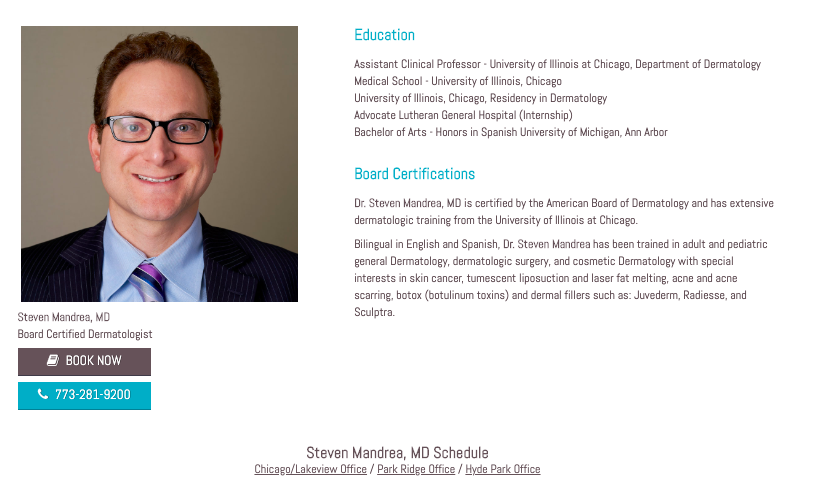 Education
Assistant Clinical Professor - University of Illinois at Chicago, Department of Dermatology
Medical School - University of Illinois, Chicago
University of Illinois, Chicago, Residency in Dermatology
Advocate Lutheran General Hospital (Internship)
Bachelor of Arts - Honors in Spanish University of Michigan, Ann Arbor
Board Certifications
Dr. Steven Mandrea, MD is certified by the American Board of Dermatology and has extensive
dermatologic training from the University of Illinois at Chicago.
Bilingual in English and Spanish, Dr. Steven Mandrea has been trained in adult and pediatric
general Dermatology, dermatologic surgery, and cosmetic Dermatology with special
interests in skin cancer, tumescent liposuction and laser fat melting, acne and acne
scarring, botox (botulinum toxins) and dermal fillers such as: Juvederm, Radiesse, and
Sculptra.
Steven Mandrea, MD
Board Certified Dermatologist
BOOK NOW
773-281-9200
Steven Mandrea, MD Schedule
Chicago/Lakeview Office / Park Ridge Office / Hyde Park Office